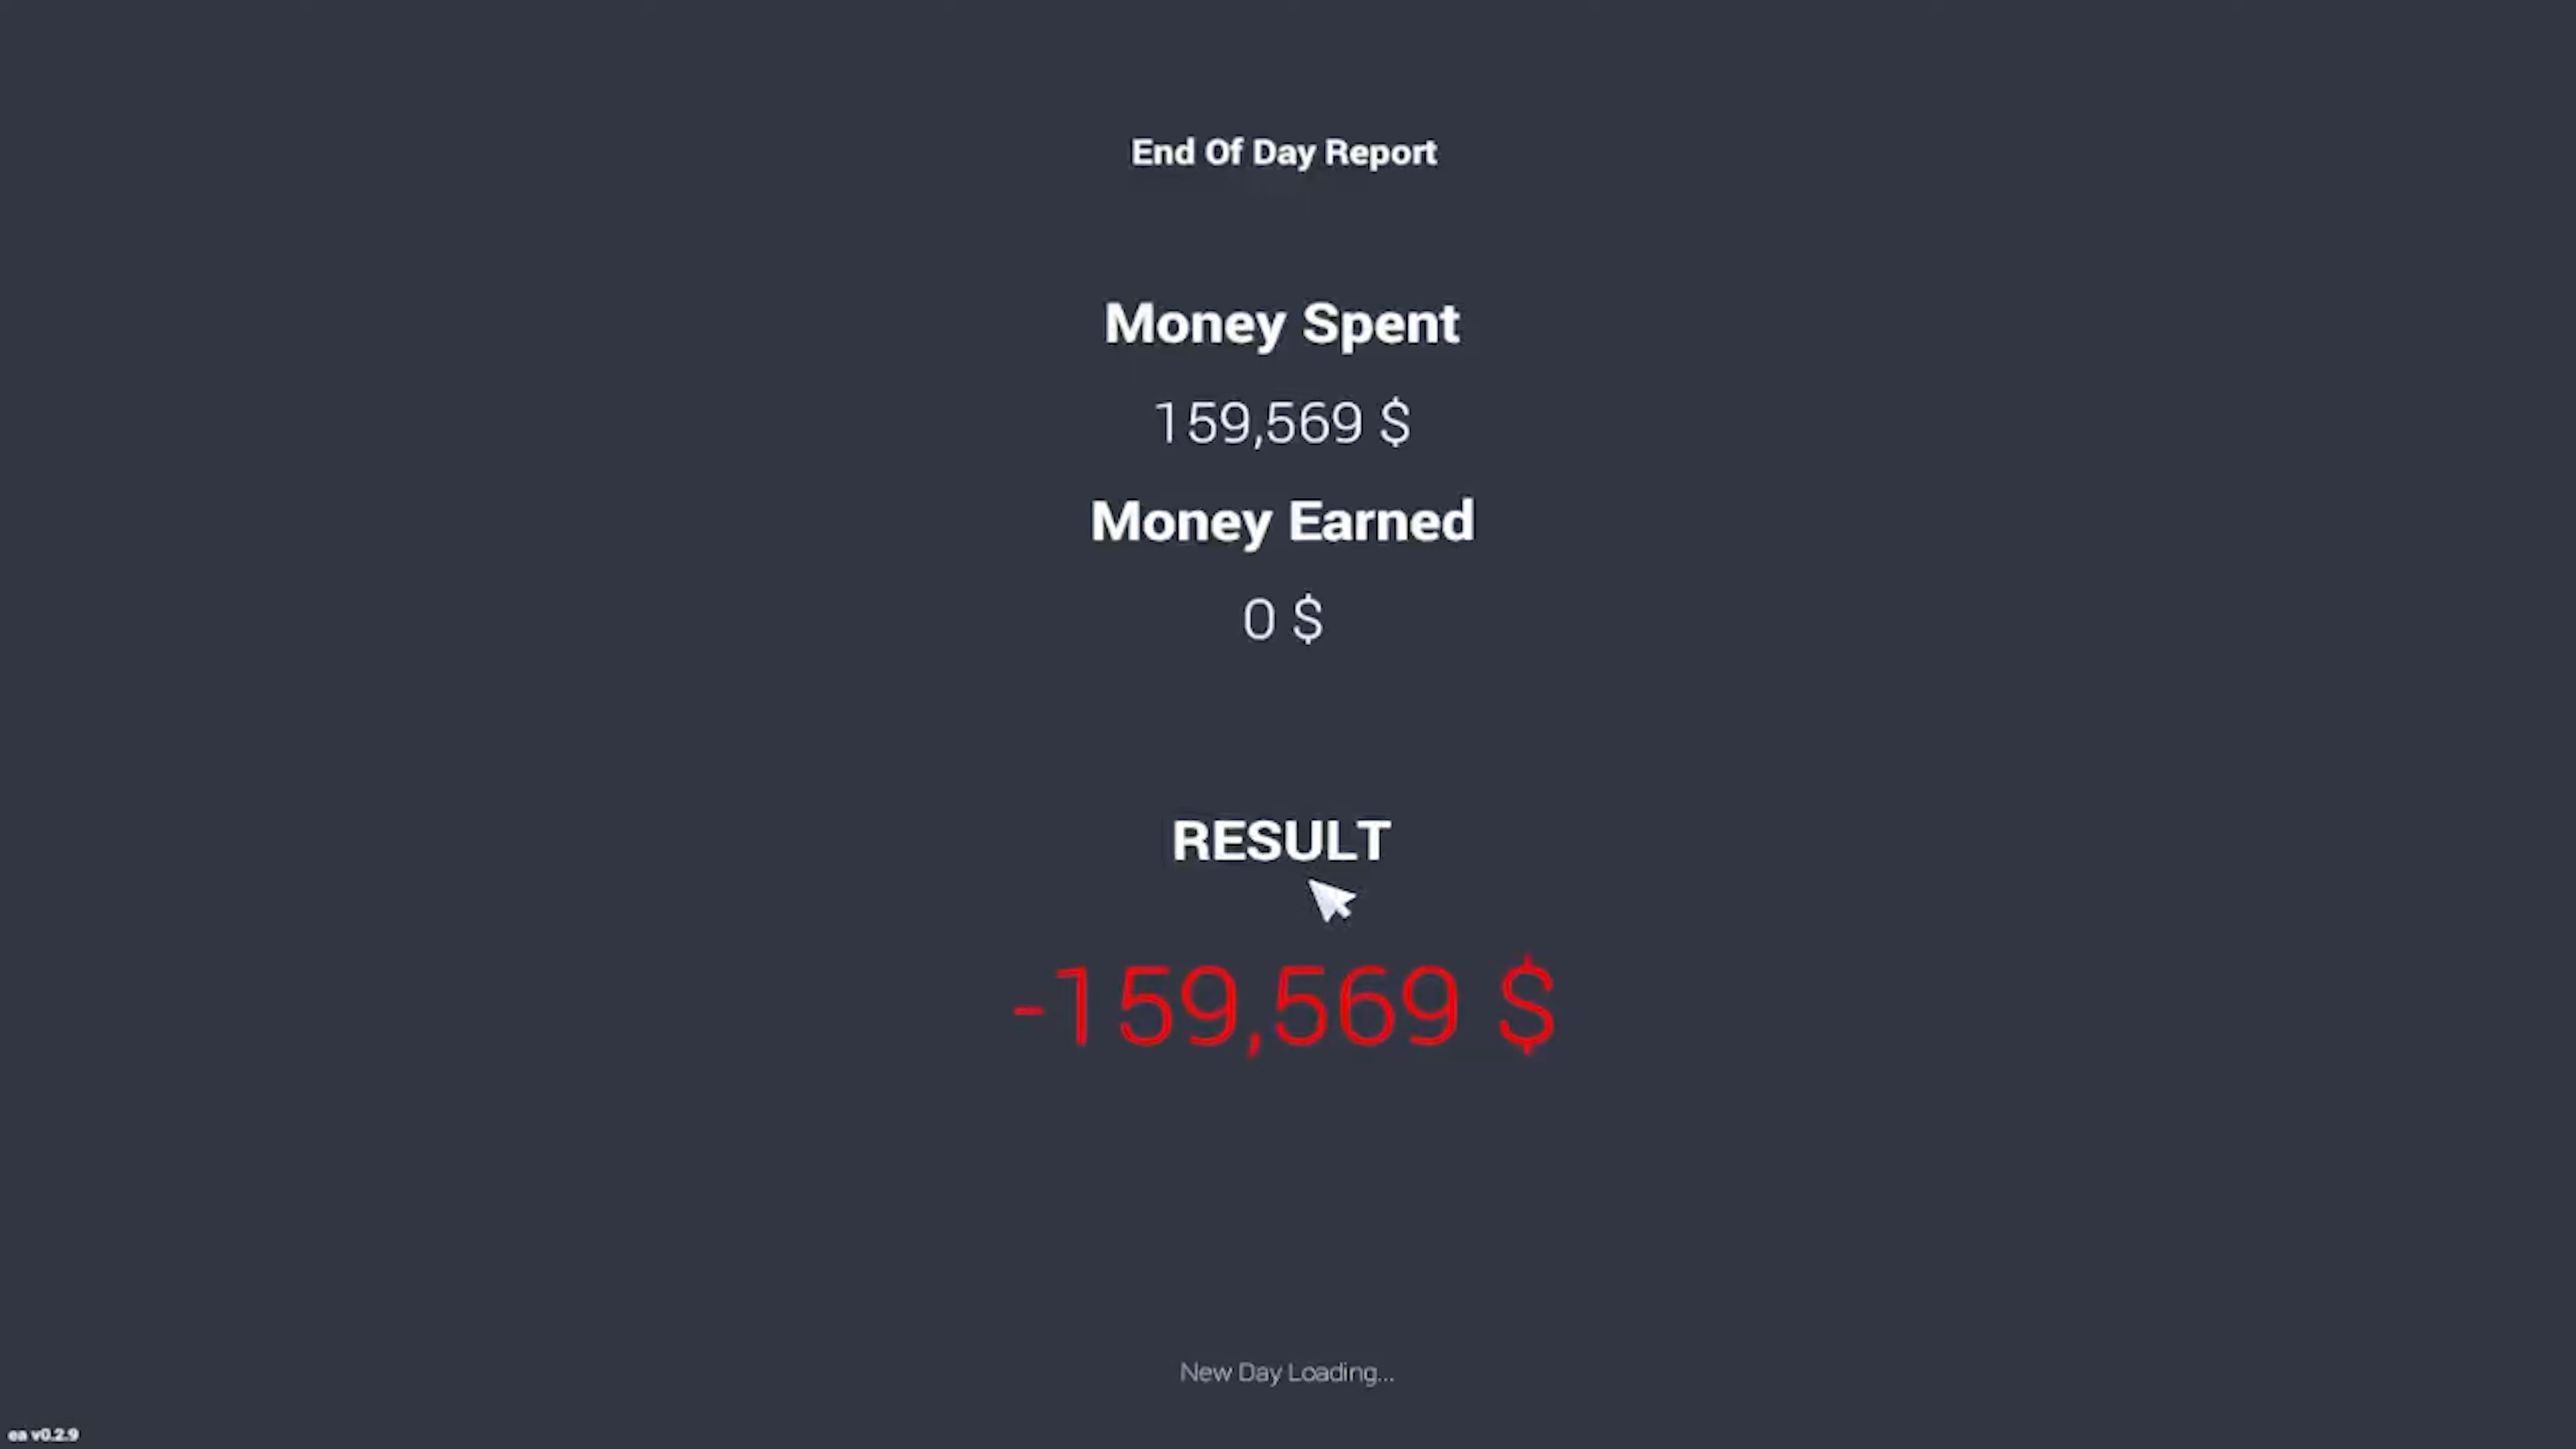 End Of Day Report
Money Spent
159,569 $
Money Earned
0 $
RESULT
-159,569 $
New Day Loading...
ea v0.2.9